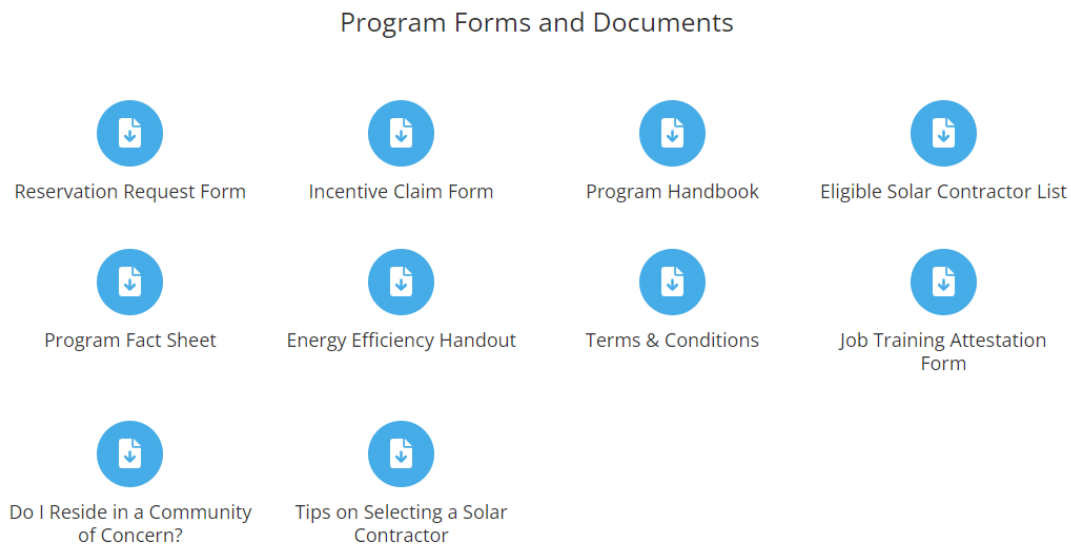 Program Forms and Documents
Reservation Request Form
Incentive Claim Form
Program Handbook
Eligible Solar Contractor List
Program Fact Sheet
Energy Efficiency Handout
Terms & Conditions
Job Training Attestation
Form
Do I Reside in a Community
of Concern?
Tips on Selecting a Solar
Contractor